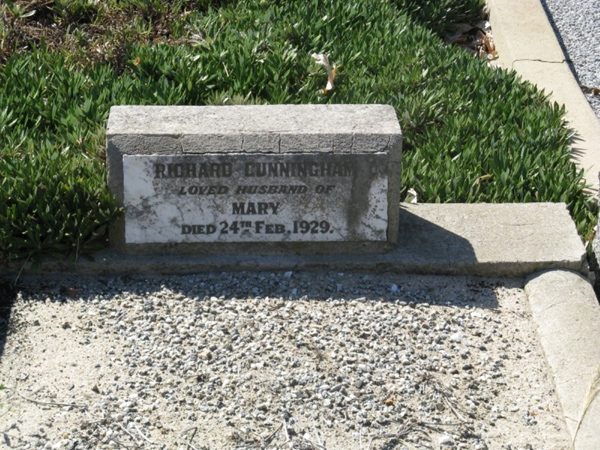 RICHARD CUNNINGHAM
LOVED HUSBAND OF
MARY
DIED 24TH FEB. 1929.